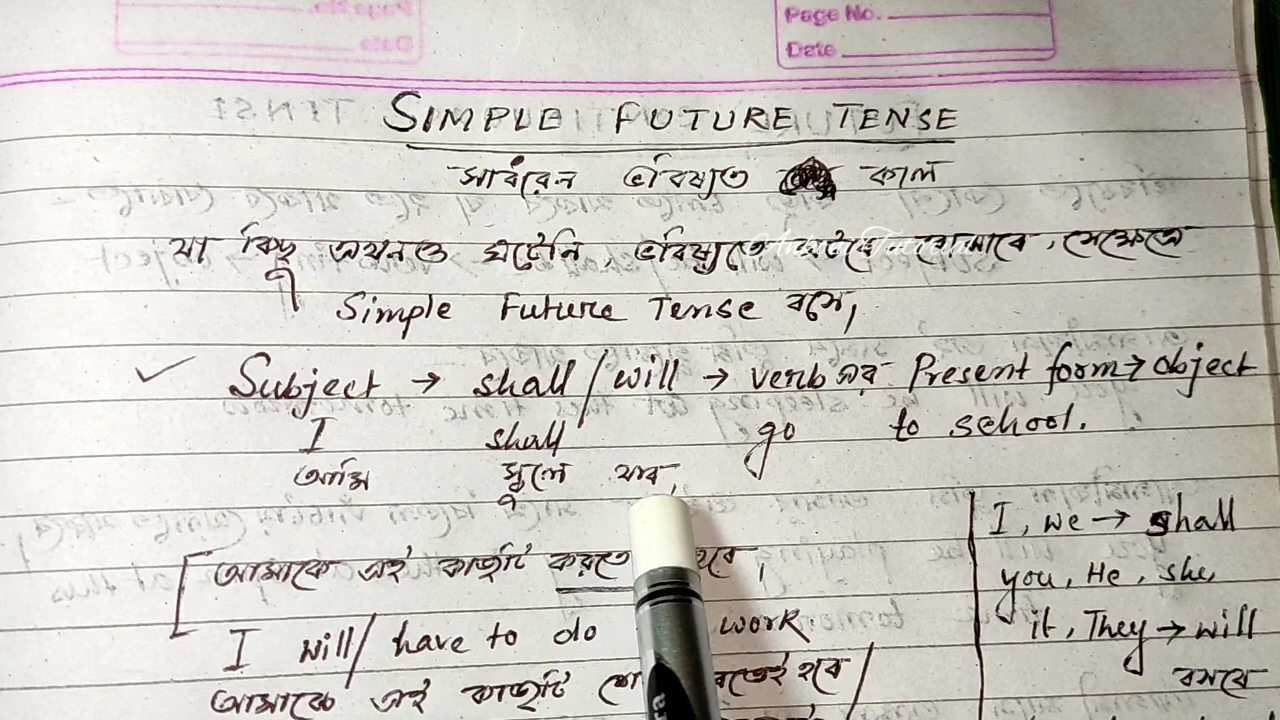 Page No.
Date
SIMPLE FUTURE TENSE
সাধারন ভবিষ্যত কাল
যা কিছু এখনও ঘটেনি, ভবিষ্যতে ঘটবে বোঝাবে, সেক্ষেত্রে
Simple Future Tense বসে,
Subject → shall/will → verb এর Present form → object
I shall go to school.
আমি স্কুলে যাব,
I, we → shall
আমাকে এই কাজটি করতে হবে,
you, He, she,
I will/have to do work
it, They → will
আমাকে এই কাজটি হবে
বসবে